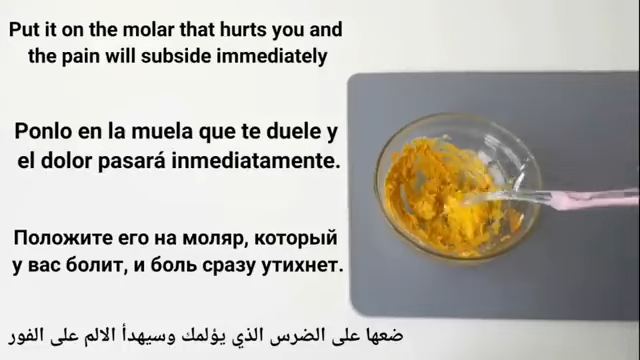 Put it on the molar that hurts you and
the pain will subside immediately
Ponlo en la muela que te duele y
el dolor pasará inmediatamente.
Положите его на моляр, который
у вас болит, и боль сразу утихнет.
ضعها على الضرس الذي يؤلمك وسيهدأ الالم على الفور